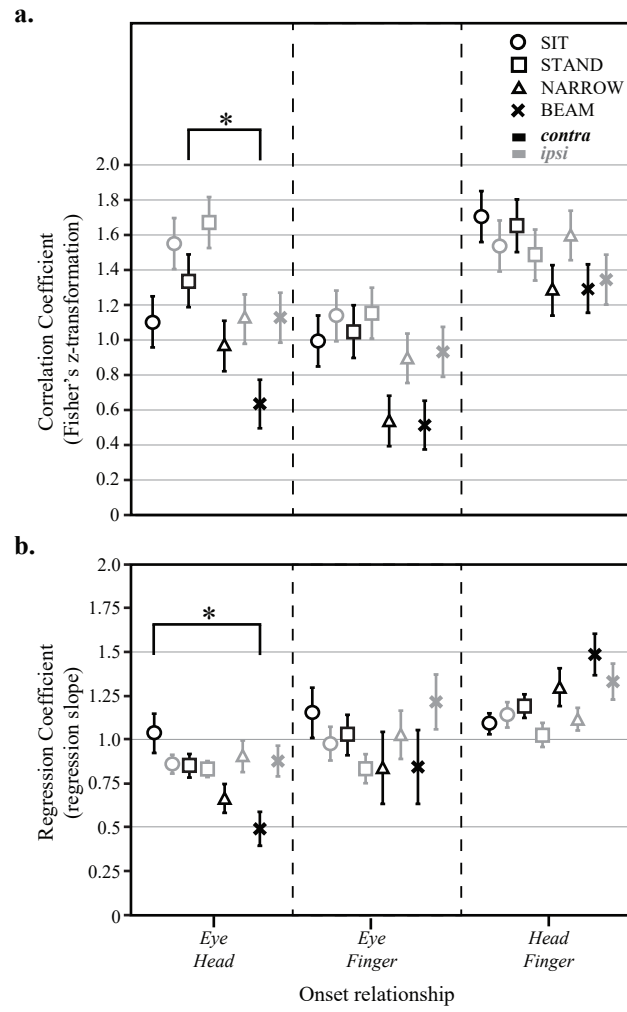 a.
SIT
STAND
NARROW
BEAM
contra
ipsi
*
2.0
1.8
1.6
1.4
1.2
1.0
0.8
0.6
0.4
0.2
0
Correlation Coefficient
(Fisher's z-transformation)
b.
2.0
1.75
1.5
1.25
1.0
0.75
0.5
0.25
0
*
Regression Coefficient
(regression slope)
Eye
Head
Eye
Finger
Head
Finger
Onset relationship